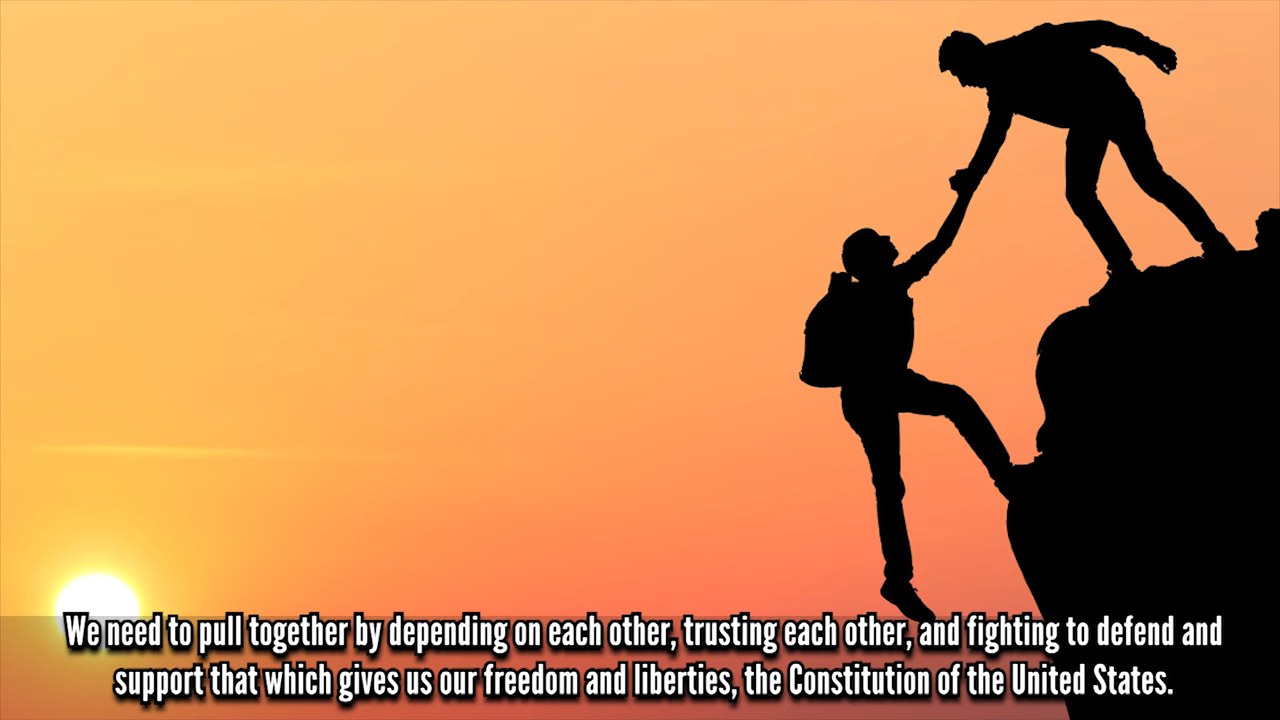 We need to pull together by depending on each other, trusting each other, and fighting to defend and
support that which gives us our freedom and liberties, the Constitution of the United States.